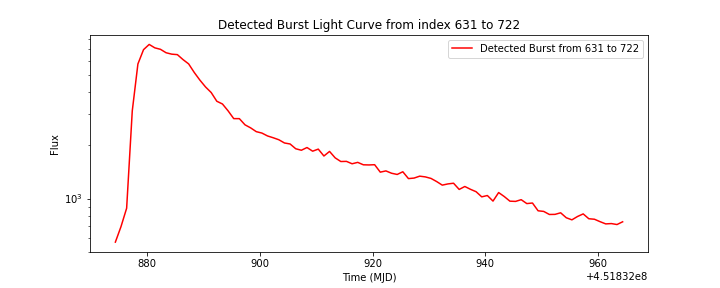 Detected Burst Light Curve from index 631 to 722
Detected Burst from 631 to 722
Flux
10³
880
900
920
940
960
Time (MJD)
+4.51832e8